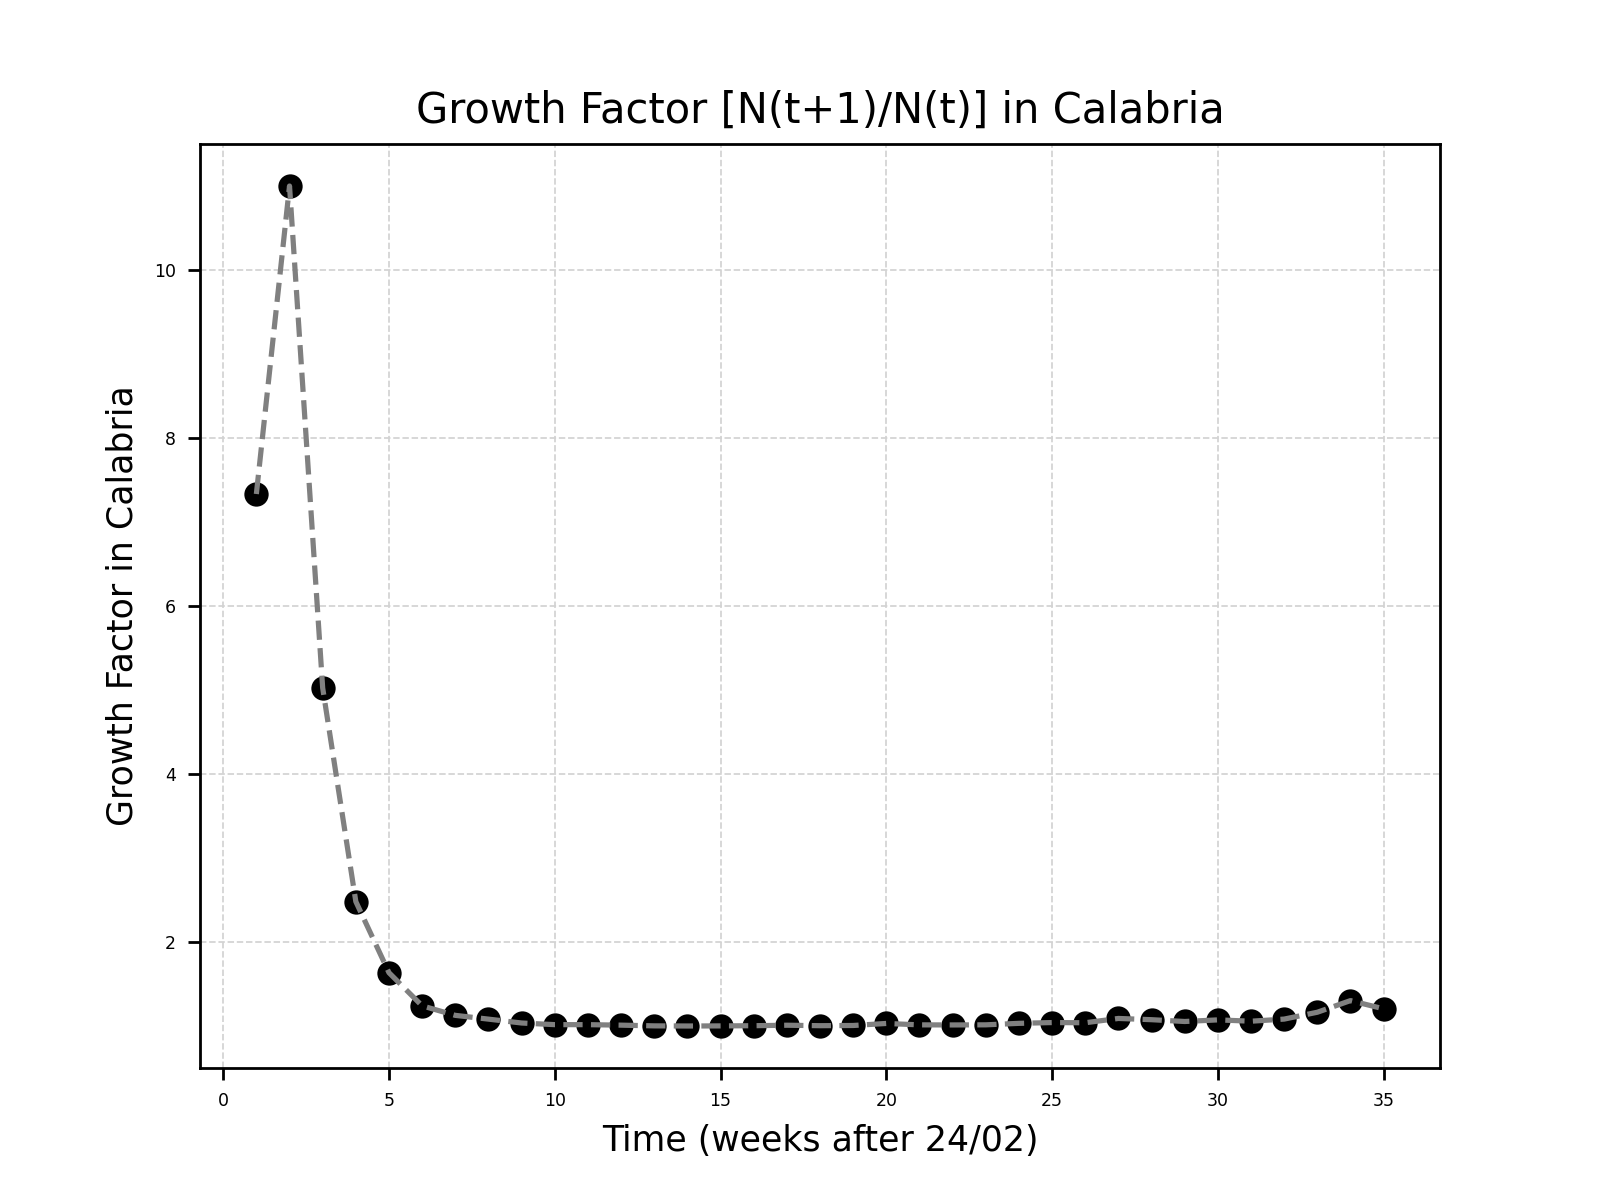 Growth Factor [N(t+1)/N(t)] in Calabria
Growth Factor in Calabria
10
8
6
4
2
0 5 10 15 20 25 30 35
Time (weeks after 24/02)